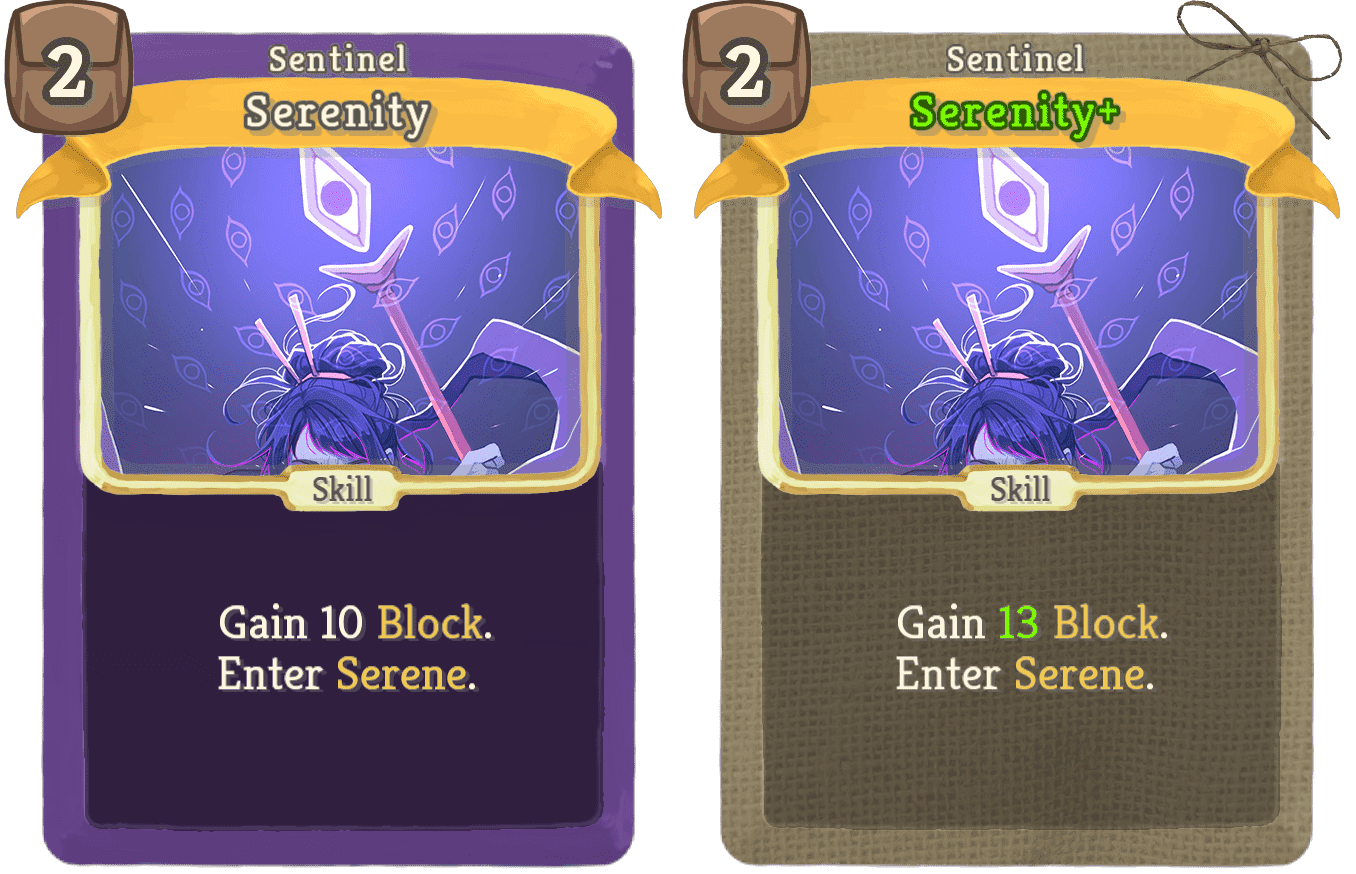 2
Sentinel
Serenity
Skill
Gain 10 Block.
Enter Serene.
2
Sentinel
Serenity+
Skill
Gain 13 Block.
Enter Serene.